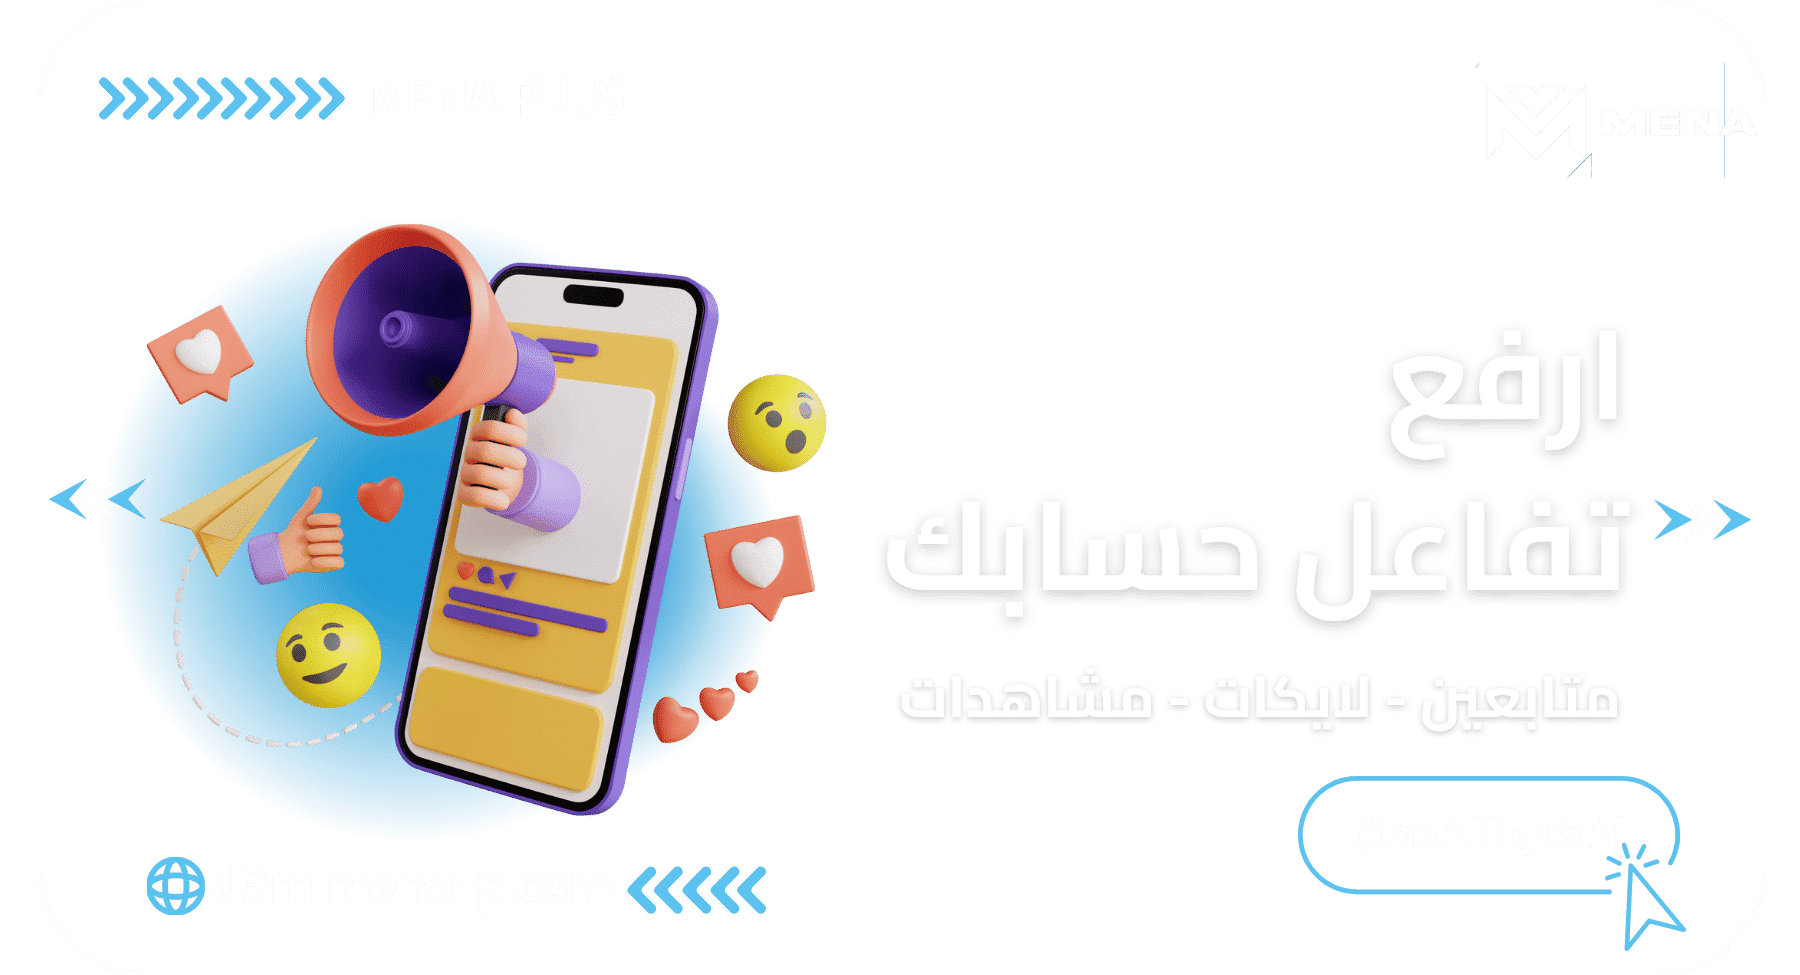 MENA PLUS
MENA
ارفع
تفاعل حسابك
متابعين - لايكات - مشاهدات
d3m.mena-p.com